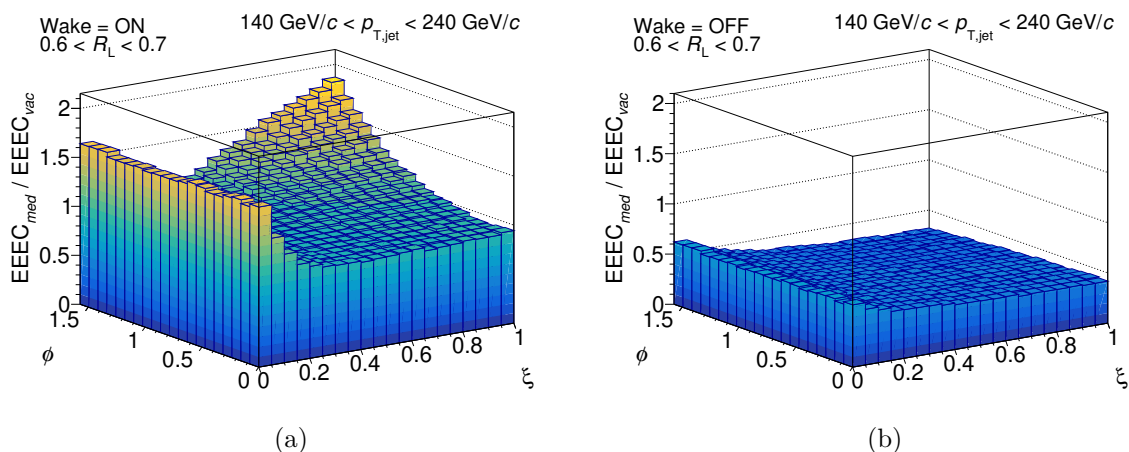 Wake = ON
0.6 < R_L < 0.7
140 GeV/c < p_T,jet < 240 GeV/c
EEEC_med / EEEC_vac
2
1.5
1
0.5
0
1.5
1
0.5
0
ϕ
0
0.2
0.4
0.6
0.8
1
ξ
(a)
Wake = OFF
0.6 < R_L < 0.7
140 GeV/c < p_T,jet < 240 GeV/c
EEEC_med / EEEC_vac
2
1.5
1
0.5
0
1.5
1
0.5
0
ϕ
0
0.2
0.4
0.6
0.8
1
ξ
(b)